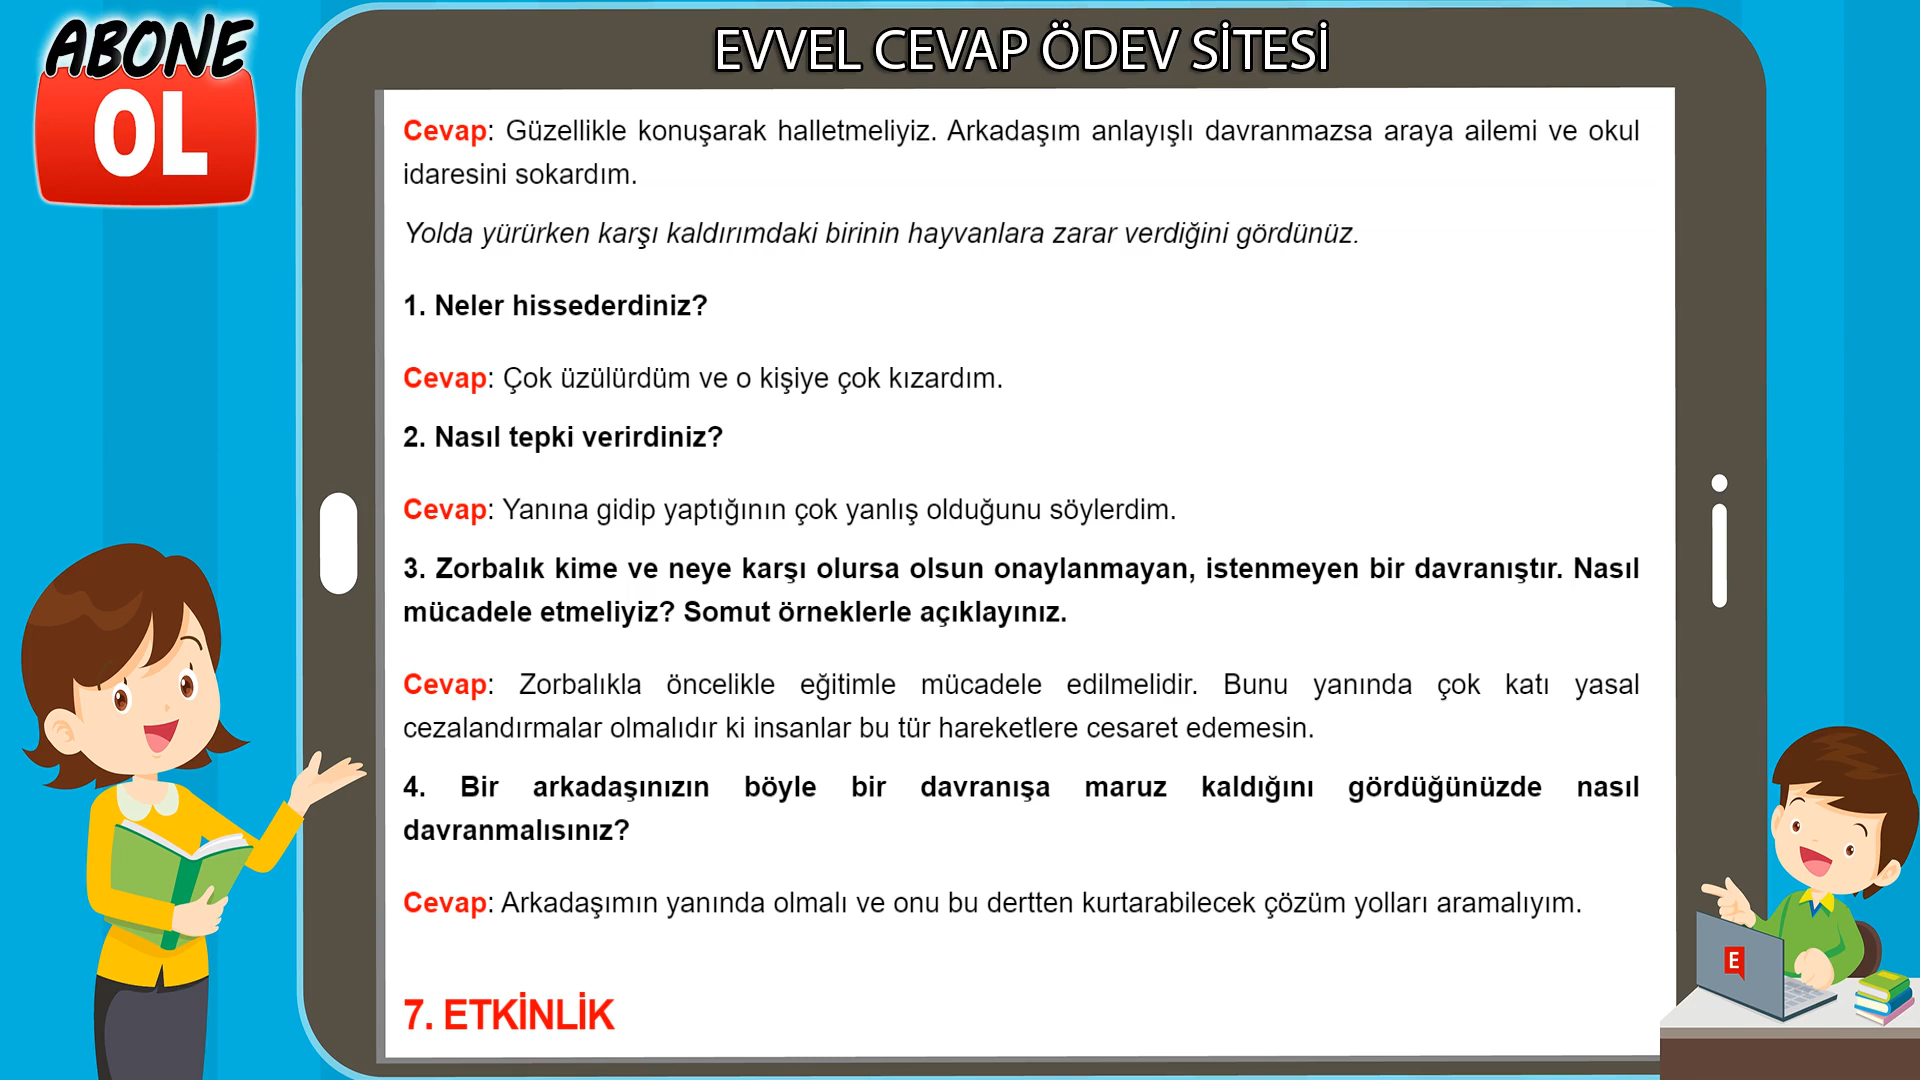 ABONE
OL
EVVEL CEVAP ÖDEV SİTESİ
Cevap: Güzellikle konuşarak halletmeliyiz. Arkadaşım anlayışlı davranmazsa araya ailemi ve okul
idaresini sokardım.
Yolda yürürken karşı kaldırımdaki birinin hayvanlara zarar verdiğini gördünüz.
1. Neler hissederdiniz?
Cevap: Çok üzülürdüm ve o kişiye çok kızardım.
2. Nasıl tepki verirdiniz?
Cevap: Yanına gidip yaptığının çok yanlış olduğunu söylerdim.
3. Zorbalık kime ve neye karşı olursa olsun onaylanmayan, istenmeyen bir davranıştır. Nasıl
mücadele etmeliyiz? Somut örneklerle açıklayınız.
Cevap: Zorbalıkla öncelikle eğitimle mücadele edilmelidir. Bunu yanında çok katı yasal
cezalandırmalar olmalıdır ki insanlar bu tür hareketlere cesaret edemesin.
4. Bir arkadaşınızın böyle bir davranışa maruz kaldığını gördüğünüzde nasıl
davranmalısınız?
Cevap: Arkadaşımın yanında olmalı ve onu bu dertten kurtarabilecek çözüm yolları aramalıyım.
7. ETKİNLİK
E